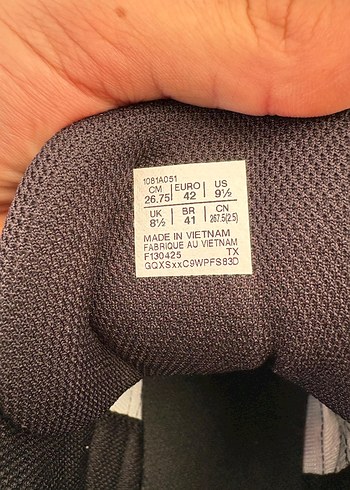 1081A051
CM EURO US
26.75 42 9½
UK BR CN
8½ 41 267.5(2.5)
MADE IN VIETNAM
FABRIQUE AU VIETNAM
F130425 TX
GQXSxxC9WPFS83D